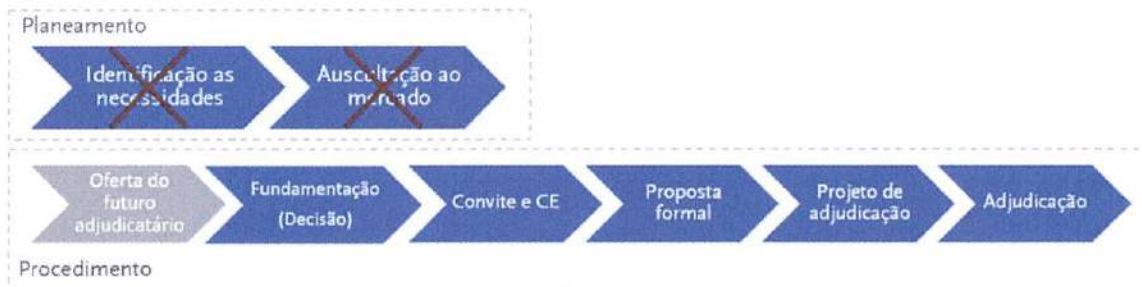 Planeamento
Identificação as
necessidades
Auscultação ao
mercado
Oferta do
futuro
adjudicatário
Fundamentação
(Decisão)
Convite e CE
Proposta
formal
Projeto de
adjudicação
Adjudicação
Procedimento